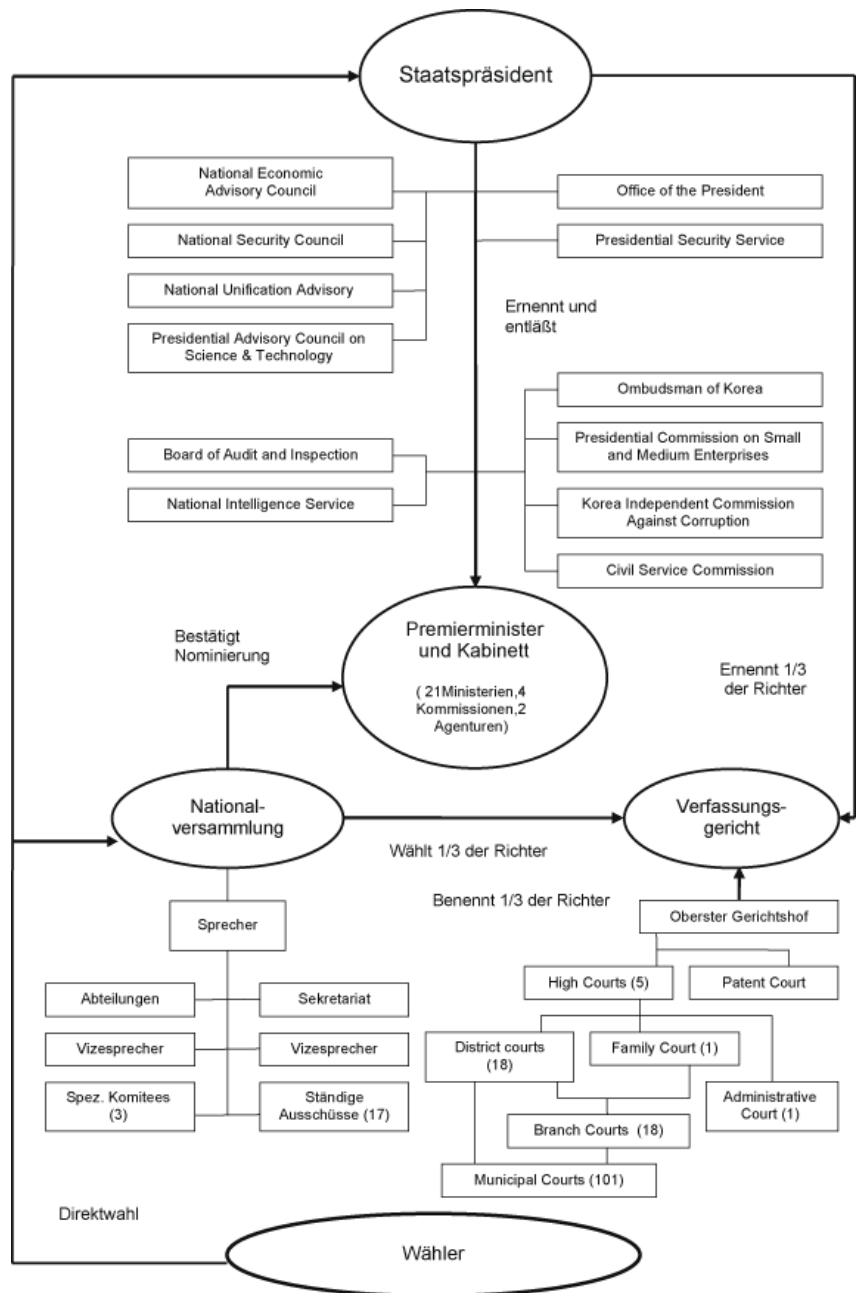 Staatspräsident
National Economic
Advisory Council
Office of the President
National Security Council
Presidential Security Service
National Unification Advisory
Ernennt und
entläßt
Presidential Advisory Council on
Science & Technology
Ombudsman of Korea
Board of Audit and Inspection
Presidential Commission on Small
and Medium Enterprises
National Intelligence Service
Korea Independent Commission
Against Corruption
Civil Service Commission
Bestätigt
Nominierung
Premierminister
und Kabinett
( 21Ministerien,4
Kommissionen,2
Agenturen)
Ernennt 1/3
der Richter
National-
versammlung
Verfassungs-
gericht
Wählt 1/3 der Richter
Benennt 1/3 der Richter
Oberster Gerichtshof
Sprecher
High Courts (5)
Patent Court
Abteilungen
Sekretariat
Vizesprecher
Vizesprecher
District courts
(18)
Family Court (1)
Spez. Komitees
(3)
Ständige
Ausschüsse (17)
Administrative
Court (1)
Branch Courts (18)
Municipal Courts (101)
Direktwahl
Wähler